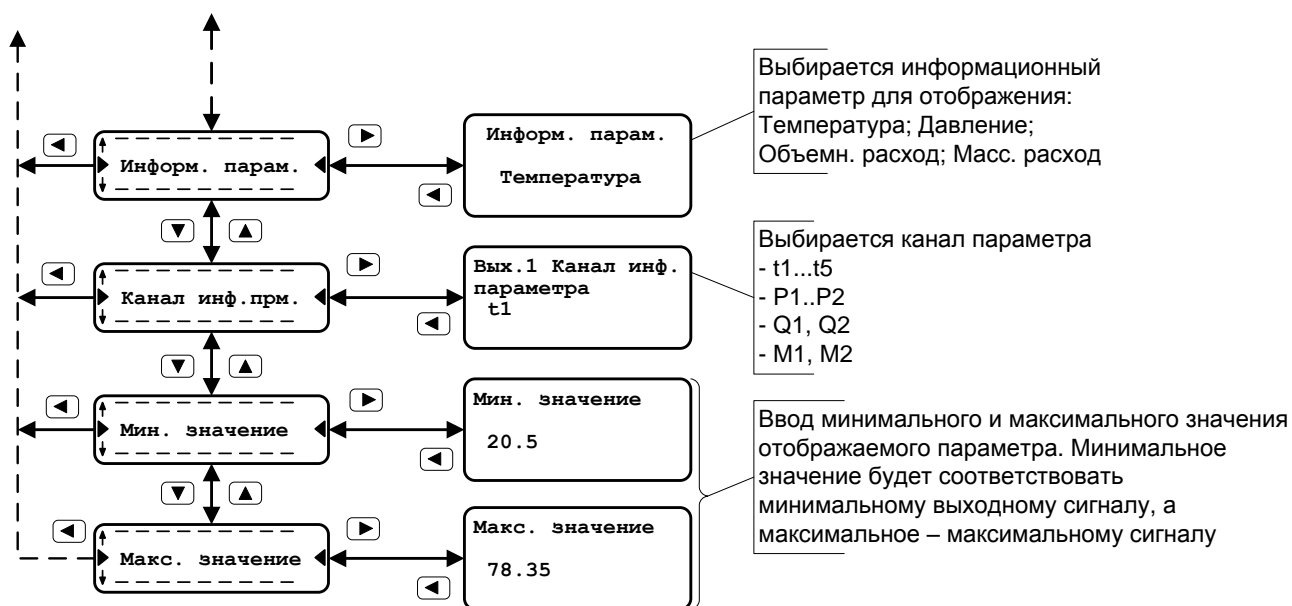 Информ. парам.
Информ. парам.
Температура
Выбирается информационный
параметр для отображения:
Температура; Давление;
Объемн. расход; Масс. расход
Канал инф.прм.
Вых.1 Канал инф.
параметра
t1
Выбирается канал параметра
- t1...t5
- P1..P2
- Q1, Q2
- M1, M2
Мин. значение
Мин. значение
20.5
Ввод минимального и максимального значения
отображаемого параметра. Минимальное
значение будет соответствовать
минимальному выходному сигналу, а
максимальное – максимальному сигналу
Макс. значение
Макс. значение
78.35